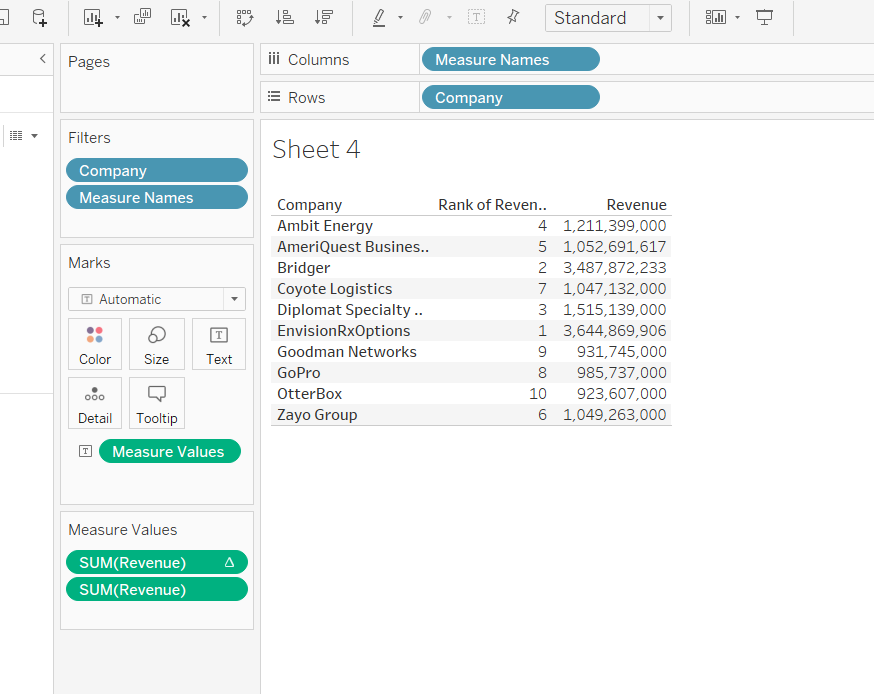 Standard
Pages
Columns
Measure Names
Rows
Company
Filters
Company
Measure Names
Marks
Automatic
Color
Size
Text
Detail
Tooltip
Measure Values
Measure Values
SUM(Revenue) Δ
SUM(Revenue)
Sheet 4
Company Rank of Reven.. Revenue
Ambit Energy 4 1,211,399,000
AmeriQuest Busines.. 5 1,052,691,617
Bridger 2 3,487,872,233
Coyote Logistics 7 1,047,132,000
Diplomat Specialty .. 3 1,515,139,000
EnvisionRxOptions 1 3,644,869,906
Goodman Networks 9 931,745,000
GoPro 8 985,737,000
OtterBox 10 923,607,000
Zayo Group 6 1,049,263,000